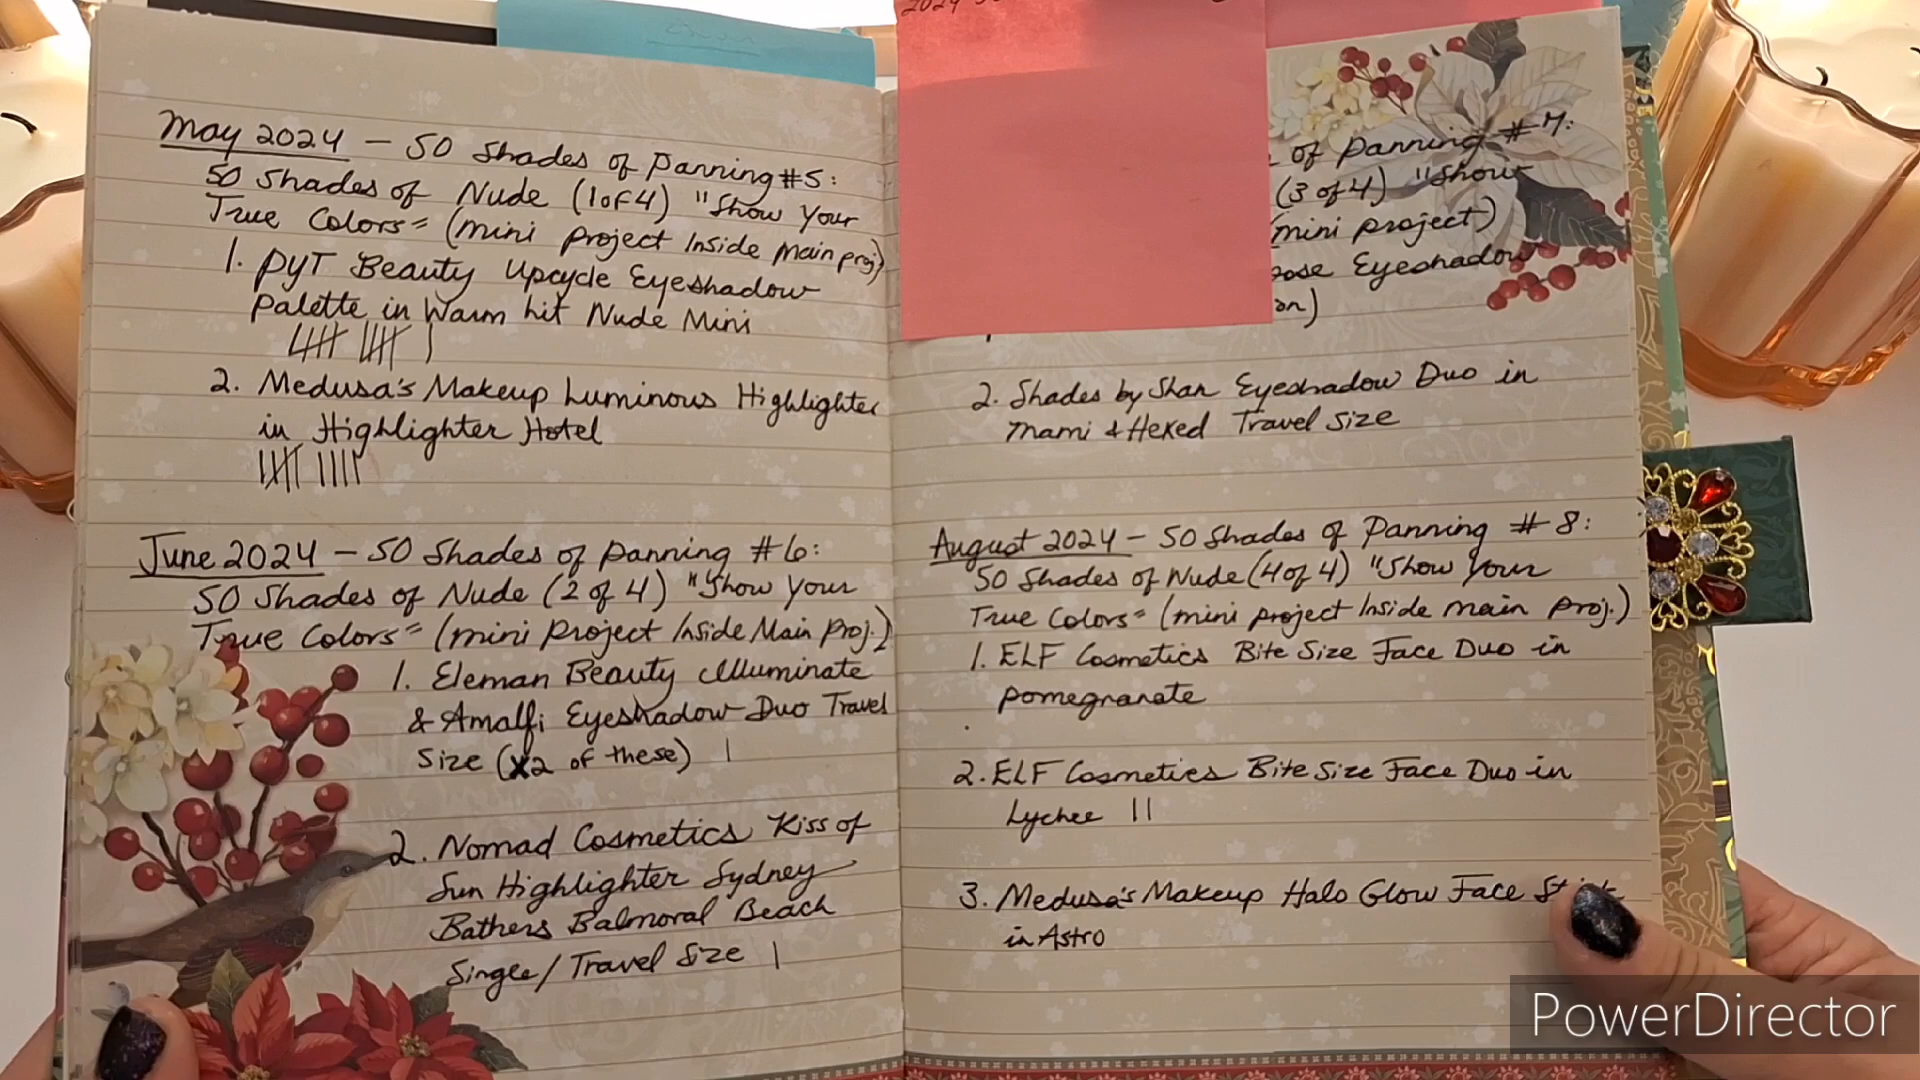 2024
May 2024 - 50 Shades of Panning #5:
50 Shades of Nude (1 of 4) "Show Your
True Colors" (mini project Inside main proj)
1. PYT Beauty Upcycle Eyeshadow
Palette in Warm hit Nude Mini
2. Medusa's Makeup Luminous Highlighter
in Highlighter Hotel
June 2024 - 50 Shades of Panning #6:
50 Shades of Nude (2 of 4) "Show Your
True Colors" (mini Project Inside Main Proj.)
1. Eleman Beauty Illuminate
& Amalfi Eyeshadow Duo Travel
Size (x2 of these) |
2. Nomad Cosmetics Kiss of
Sun Highlighter Sydney
Bathers Balmoral Beach
Single/Travel Size |
of Panning #7:
(3 of 4) "Show
(mini project)
Eyeshadow
2. Shades by Shan Eyeshadow Duo in
Mami & Hexed Travel Size
August 2024 - 50 Shades of Panning #8:
50 Shades of Nude (4 of 4) "Show Your
True Colors" (mini project Inside main proj.)
1. ELF Cosmetics Bite Size Face Duo in
Pomegranate
2. ELF Cosmetics Bite Size Face Duo in
Lychee ||
3. Medusa's Makeup Halo Glow Face Stick
in Astro
PowerDirector